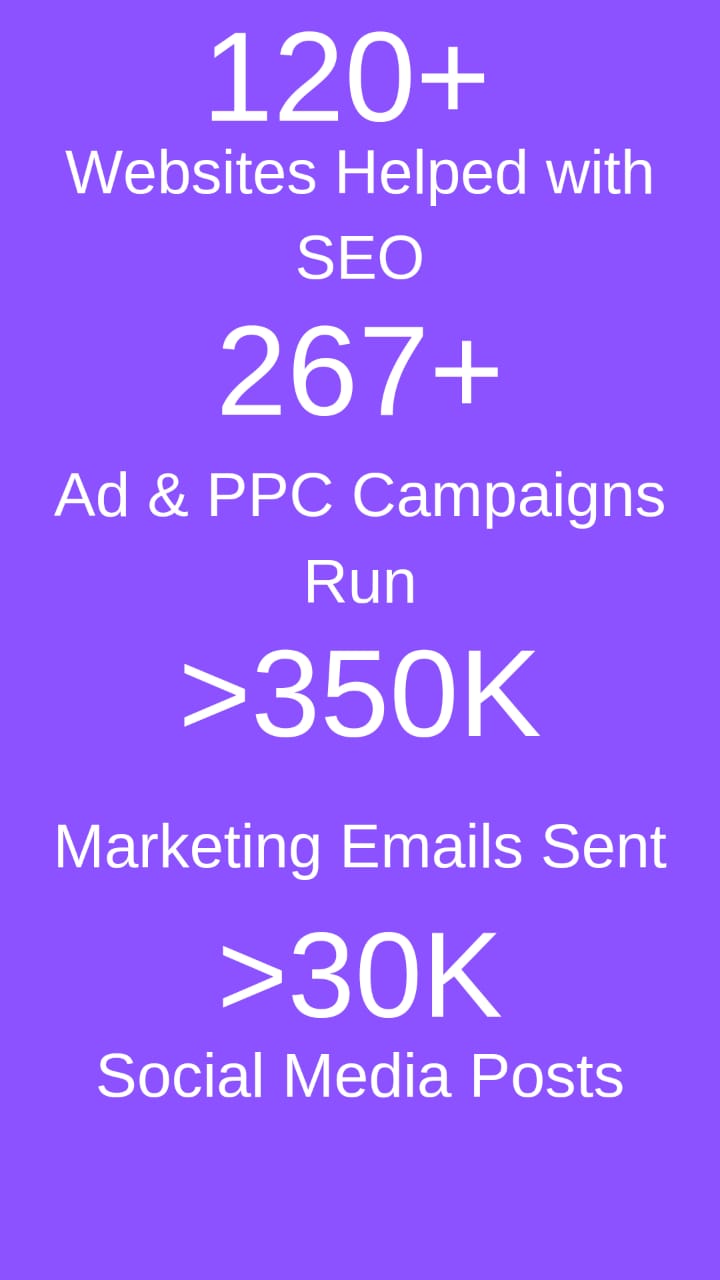 120+
Websites Helped with
SEO
267+
Ad & PPC Campaigns
Run
>350K
Marketing Emails Sent
>30K
Social Media Posts